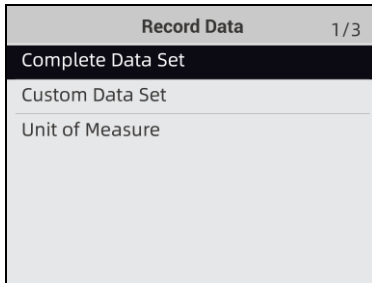 Record Data 1/3
Complete Data Set
Custom Data Set
Unit of Measure